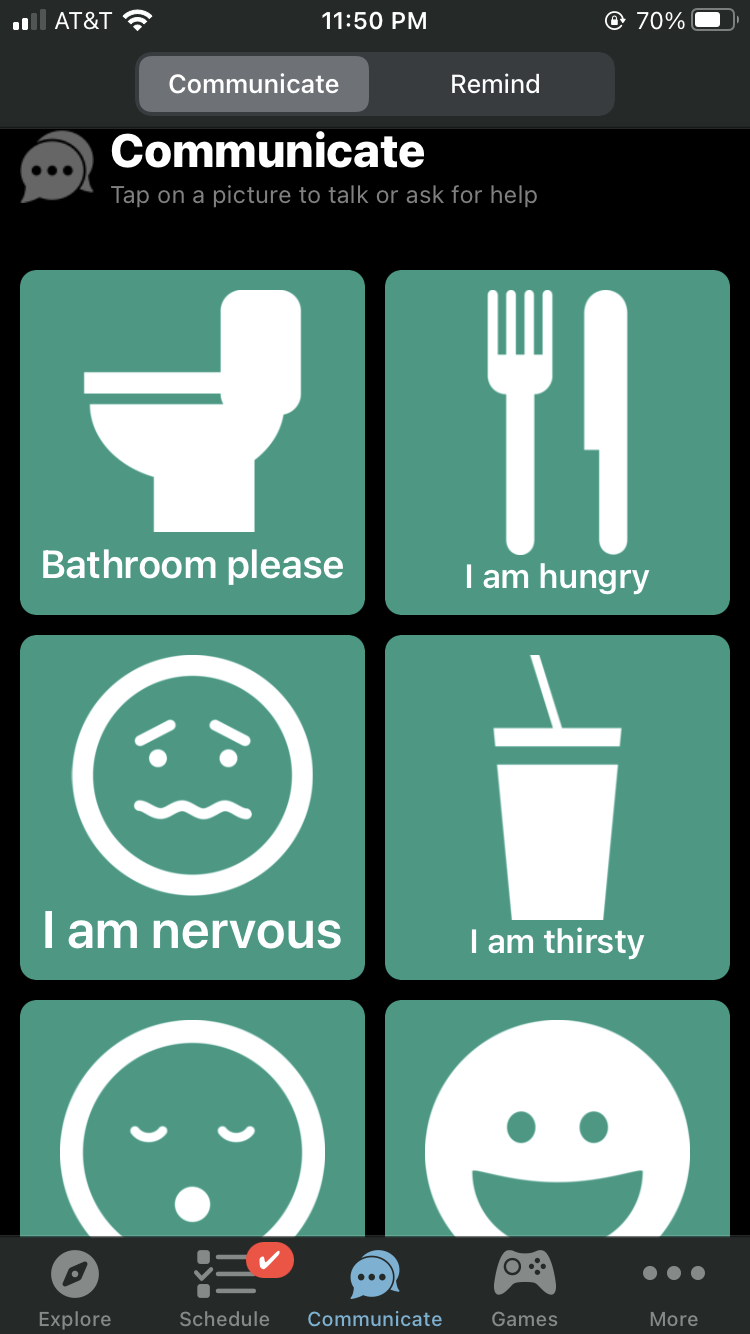 AT&T 11:50 PM 70%
Communicate Remind
Communicate
Tap on a picture to talk or ask for help
Bathroom please
I am hungry
I am nervous
I am thirsty
Explore Schedule Communicate Games More